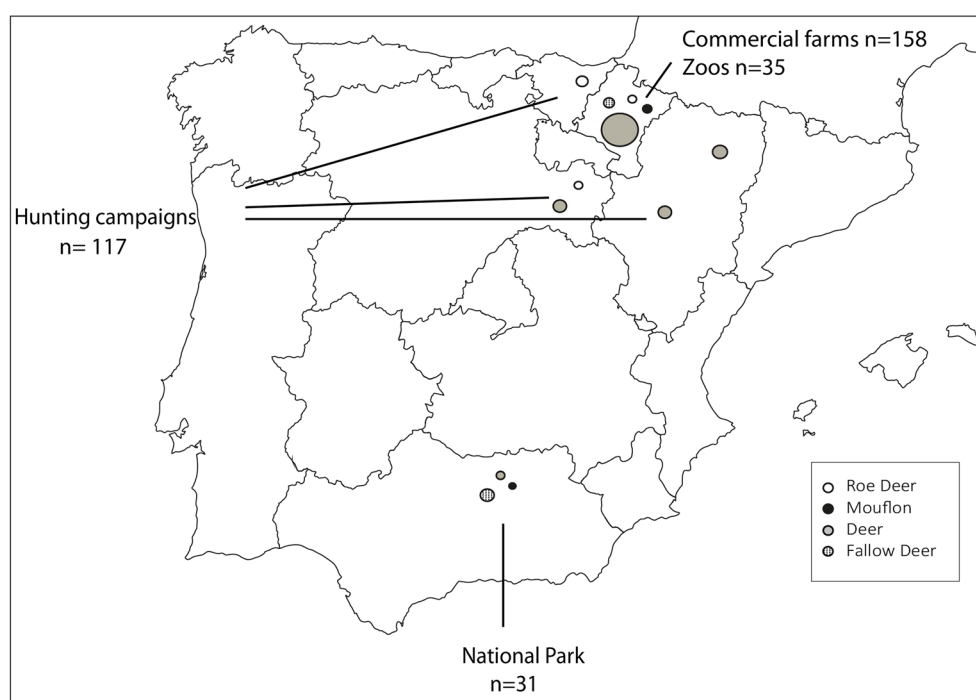 Commercial farms n=158
Zoos n=35
Hunting campaigns
n= 117
Roe Deer
Mouflon
Deer
Fallow Deer
National Park
n=31